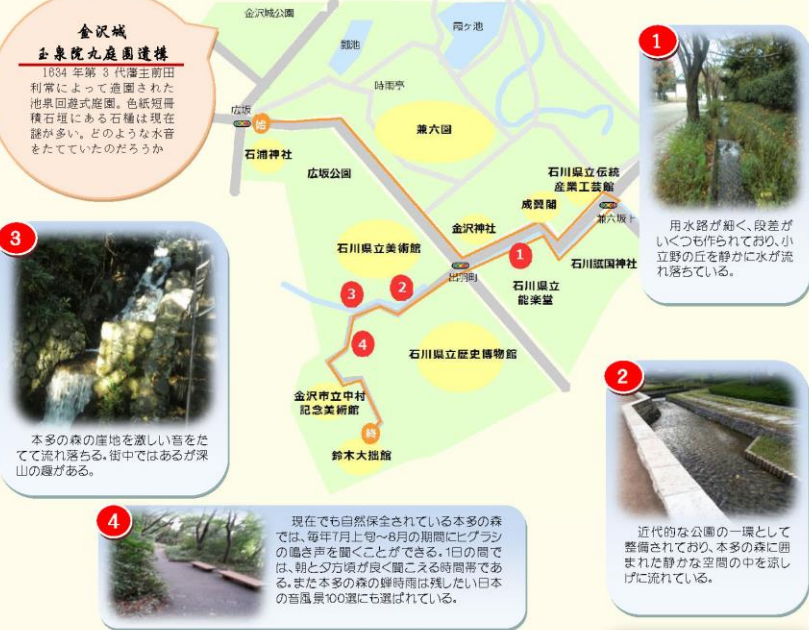 金沢城
玉泉院丸庭園遺構
1634年第3代藩主前田
利常によって造園された
池泉回遊式庭園。色紙短冊
積石垣にある石樋は現在
謎が多い。どのような水音
をたてていたのだろうか
金沢城公園
瓢池
霞ヶ池
時雨亭
広坂
始
石浦神社
広坂公園
兼六園
石川県立伝統
産業工芸館
成巽閣
兼六坂上
金沢神社
石川県立美術館
1
石川護国神社
出羽町
石川県立
能楽堂
3
2
4
石川県立歴史博物館
金沢市立中村
記念美術館
終
鈴木大拙館
1
用水路が細く、段差が
いくつも作られており、小
立野の丘を静かに水が流
れ落ちている。
3
本多の森の崖地を激しい音をた
てて流れ落ちる。街中ではあるが深
山の趣がある。
2
近代的な公園の一環として
整備されており、本多の森に囲
まれた静かな空間の中を涼し
げに流れている。
4
現在でも自然保全されている本多の森
では、毎年7月上旬～8月の期間にヒグラシ
の鳴き声を聞くことができる。1日の間で
は、朝と夕方頃が良く聞こえる時間帯であ
る。また本多の森の蝉時雨は残したい日本
の音風景100選にも選ばれている。